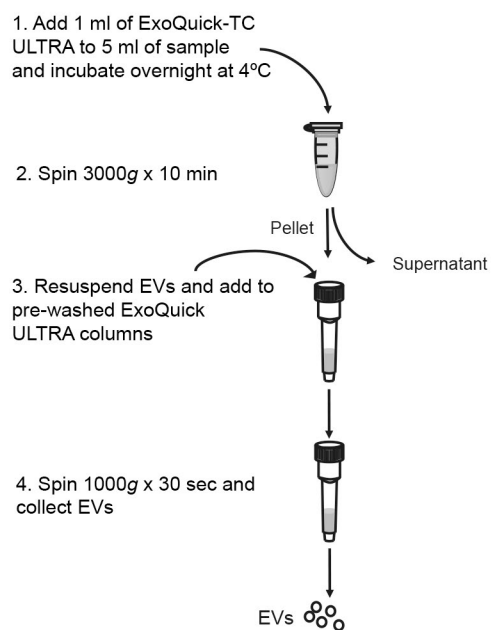 1. Add 1 ml of ExoQuick-TC
ULTRA to 5 ml of sample
and incubate overnight at 4ºC
2. Spin 3000g x 10 min
Pellet
Supernatant
3. Resuspend EVs and add to
pre-washed ExoQuick
ULTRA columns
4. Spin 1000g x 30 sec and
collect EVs
EVs